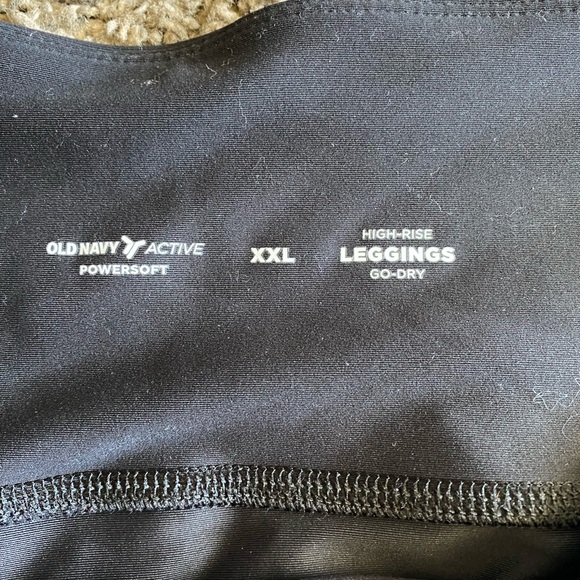 OLD NAVY ACTIVE
POWERSOFT
XXL
HIGH-RISE
LEGGINGS
GO-DRY